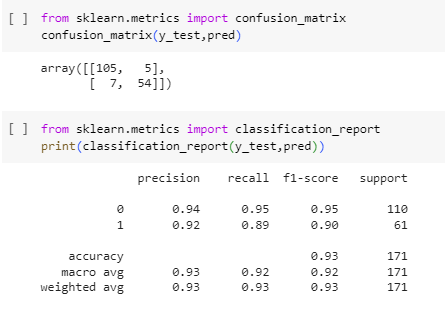 [ ] from sklearn.metrics import confusion_matrix
confusion_matrix(y_test,pred)
array([[105,   5],
       [  7,  54]])
[ ] from sklearn.metrics import classification_report
print(classification_report(y_test,pred))
precision    recall  f1-score   support
0       0.94      0.95      0.95       110
1       0.92      0.89      0.90        61
accuracy                           0.93       171
macro avg       0.93      0.92      0.92       171
weighted avg       0.93      0.93      0.93       171